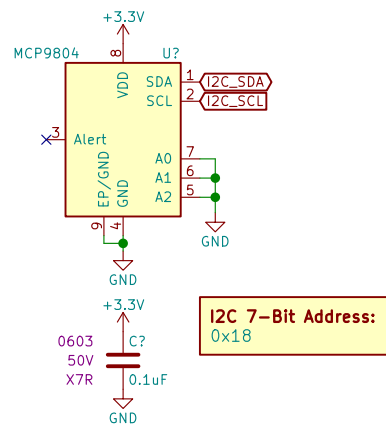 +3.3V
MCP9804
U?
8
VDD
SDA 1 I2C_SDA
SCL 2 I2C_SCL
3 Alert
A0 7
A1 6
A2 5
EP/GND
GND
9
4
GND
GND
+3.3V
0603 C?
50V
X7R 0.1uF
GND
I2C 7-Bit Address:
0x18